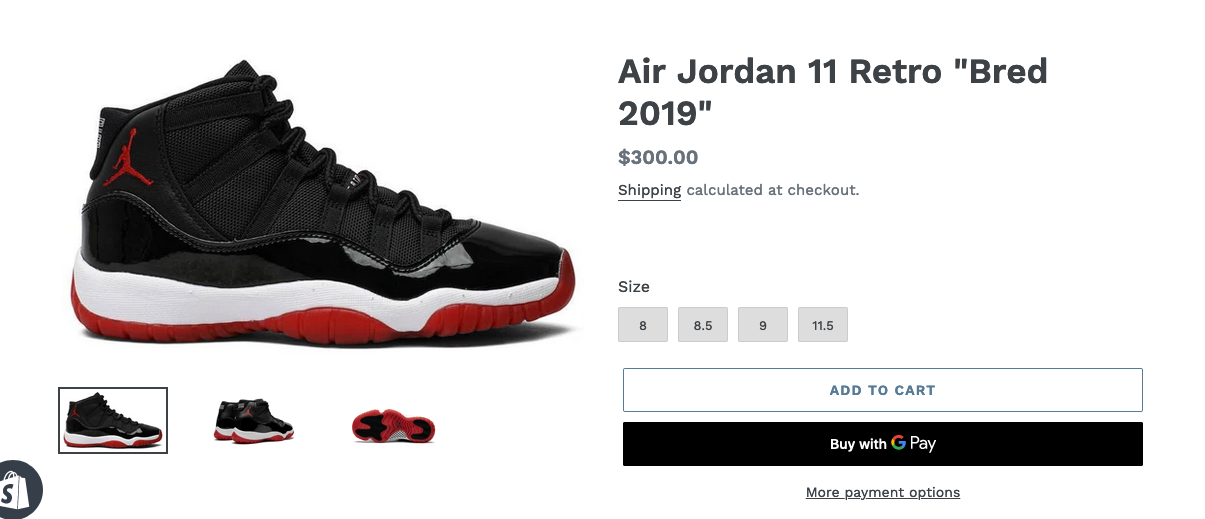 Air Jordan 11 Retro "Bred
2019"
$300.00
Shipping calculated at checkout.
Size
8 8.5 9 11.5
ADD TO CART
Buy with G Pay
More payment options